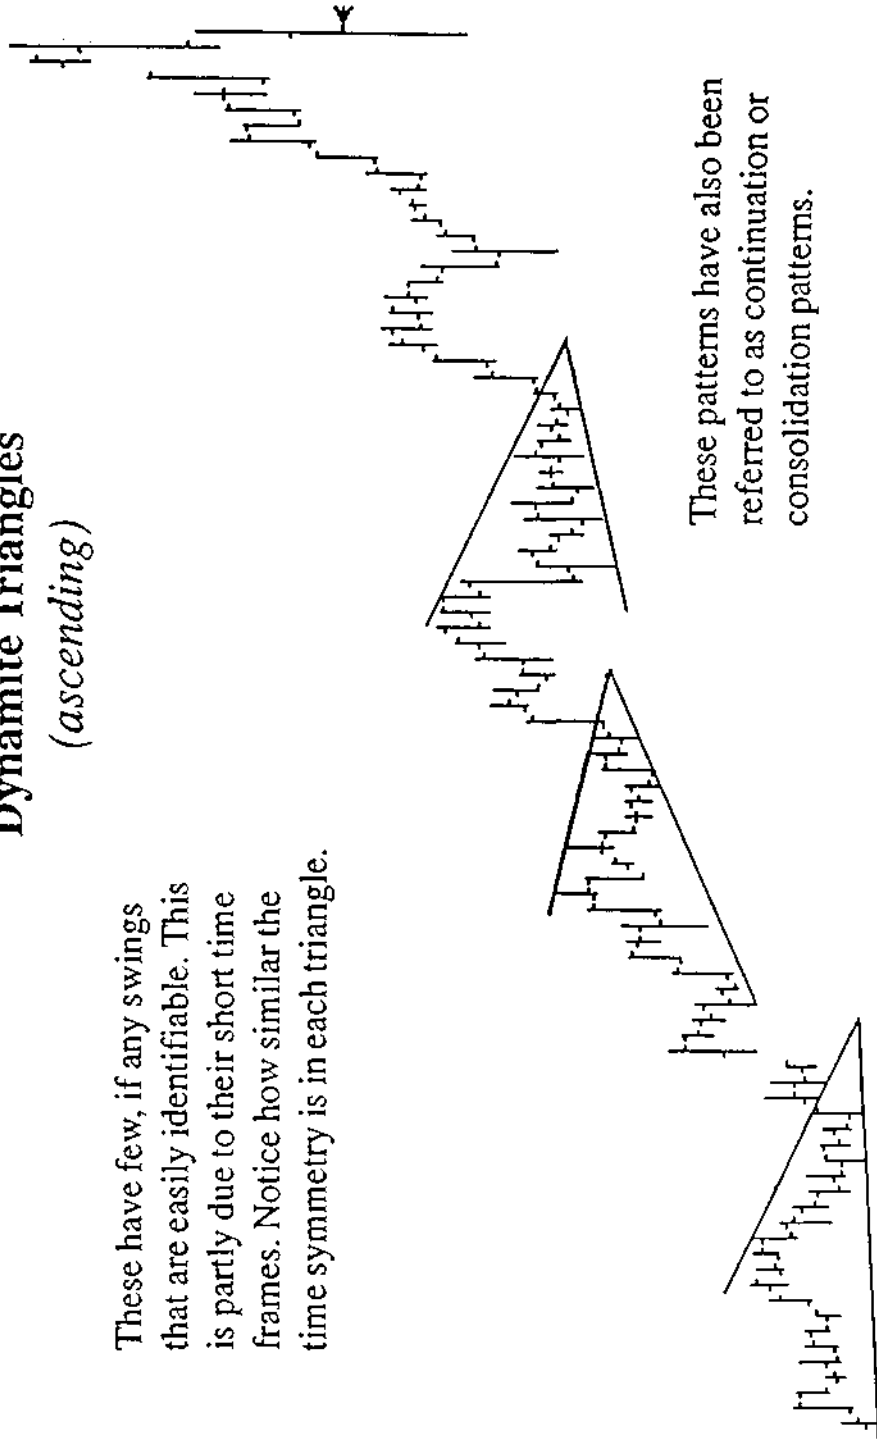 Dynamite Triangles
(ascending)
These have few, if any swings
that are easily identifiable. This
is partly due to their short time
frames. Notice how similar the
time symmetry is in each triangle.
These patterns have also been
referred to as continuation or
consolidation patterns.